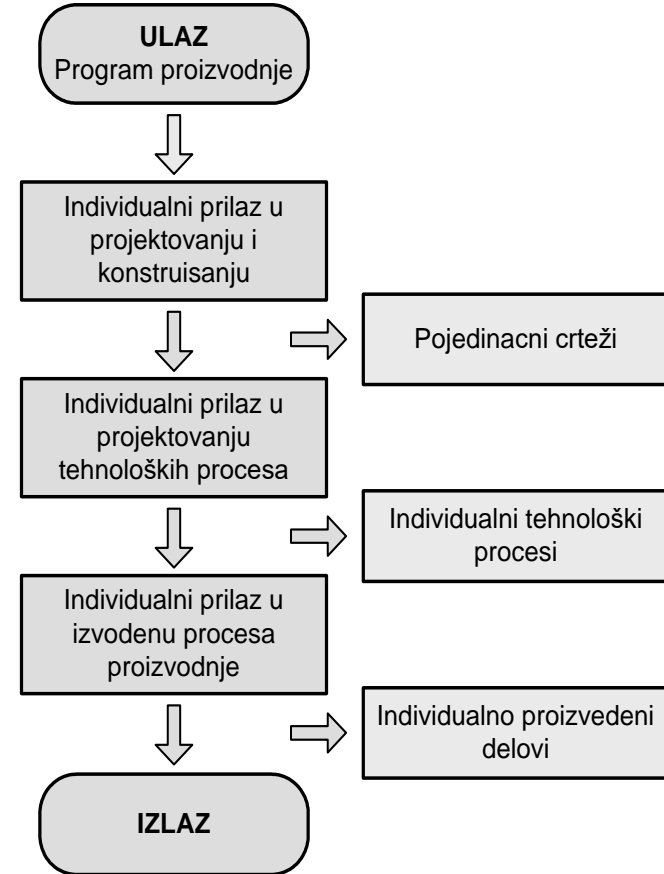 ULAZ
Program proizvodnje
Individualni prilaz u
projektovanju i
konstruisanju
Pojedinacni crteži
Individualni prilaz u
projektovanju
tehnoloških procesa
Individualni tehnološki
procesi
Individualni prilaz u
izvodenu procesa
proizvodnje
Individualno proizvedeni
delovi
IZLAZ